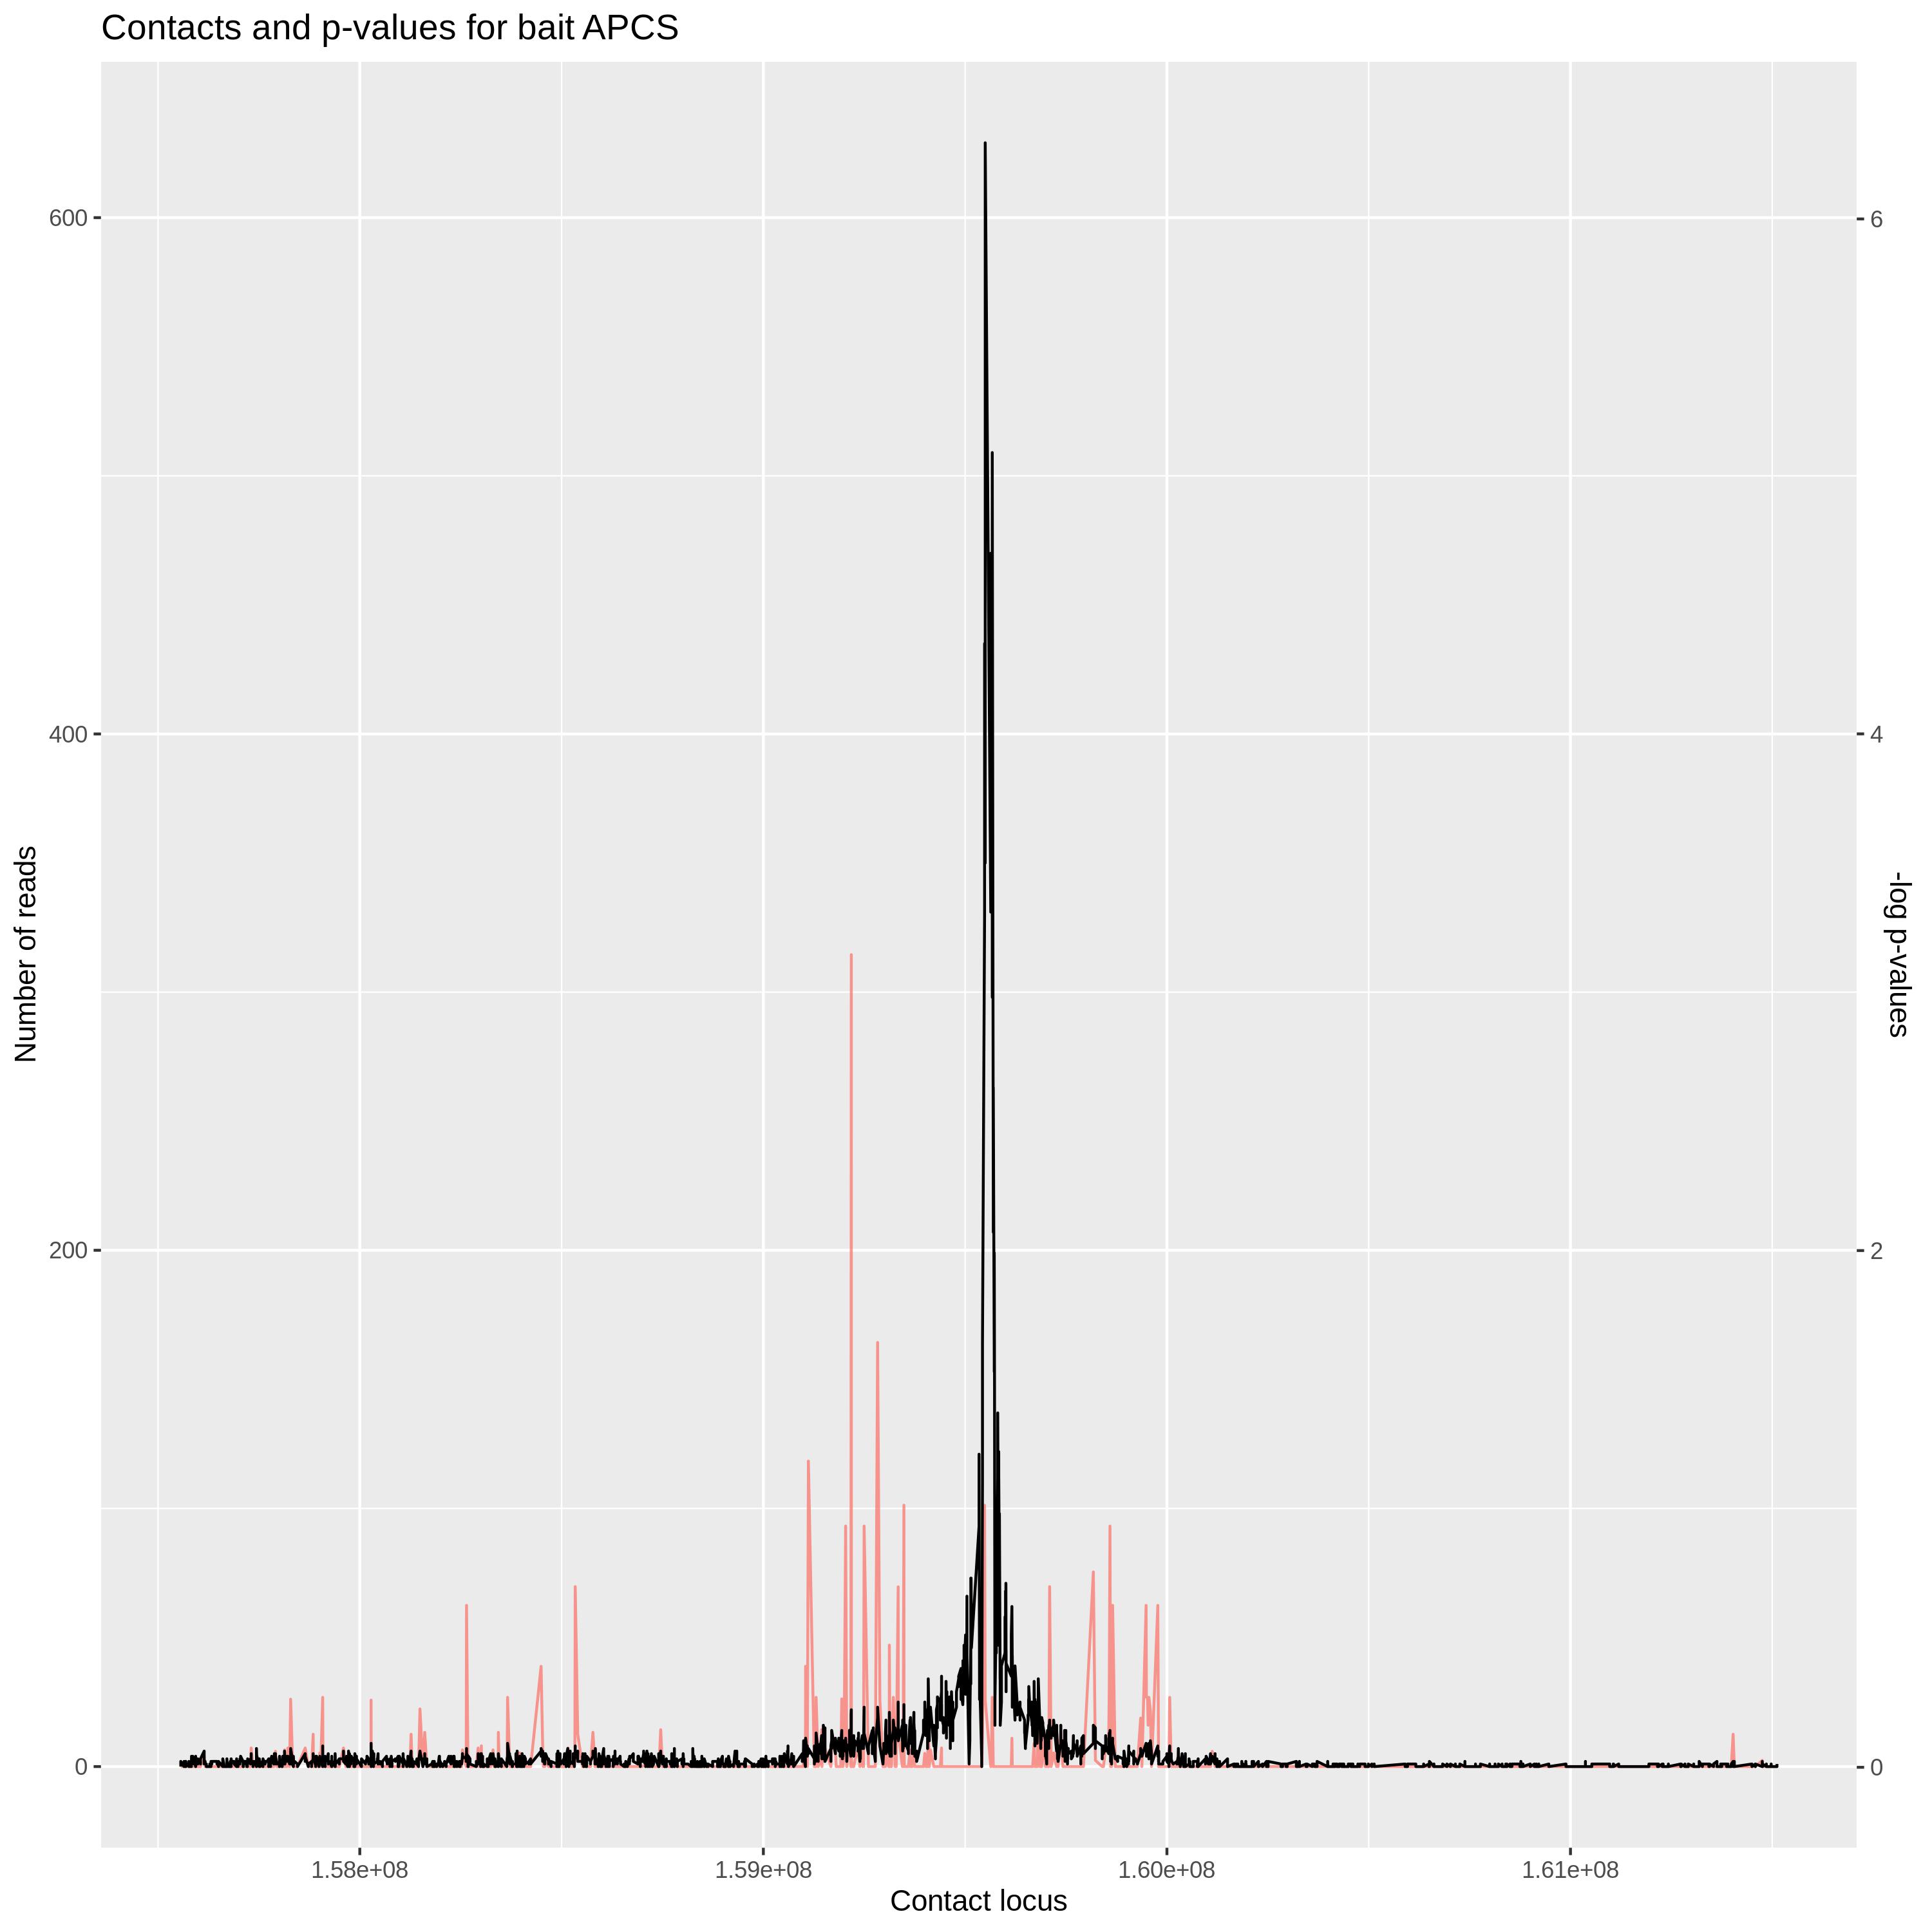 Contacts and p-values for bait APCS
600
400
200
0
6
4
2
0
Number of reads
-log p-values
1.58e+08
1.59e+08
1.60e+08
1.61e+08
Contact locus